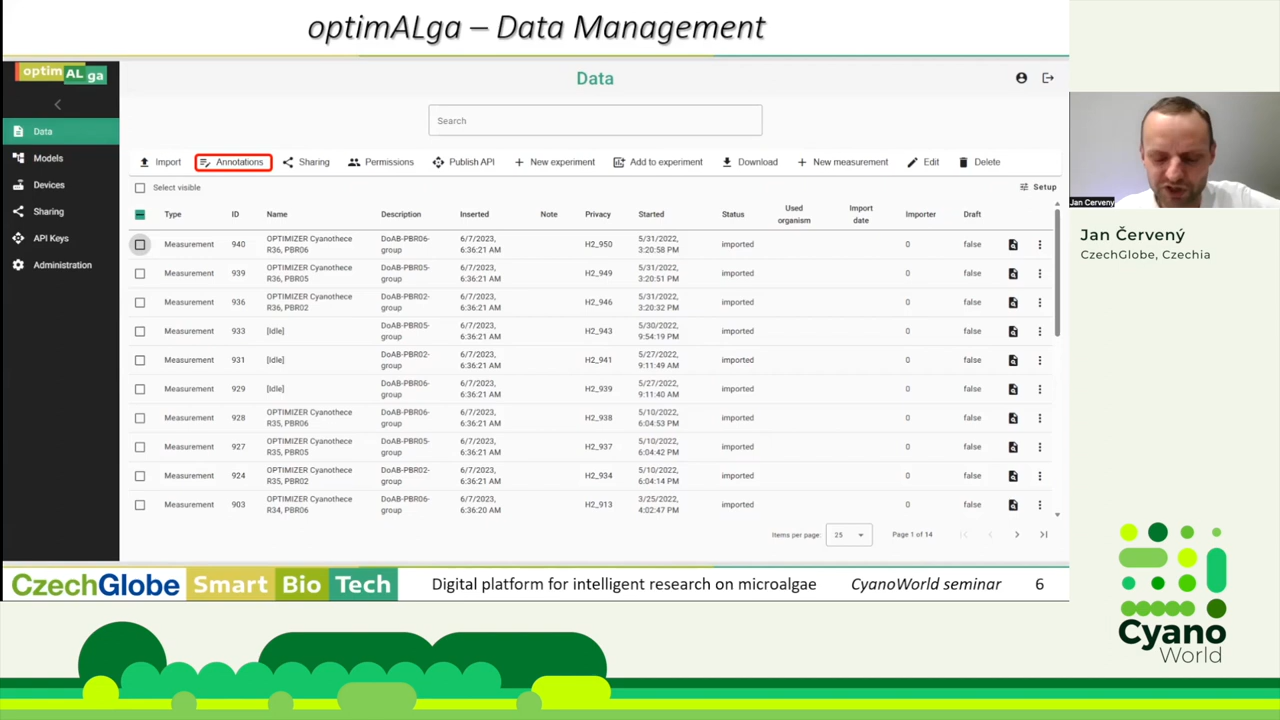 optimALga – Data Management
optimALga
Data
Data
Models
Devices
Sharing
API Keys
Administration
Search
Import Annotations Sharing Permissions Publish API New experiment Add to experiment Download New measurement Edit Delete
Select visible Setup
Type ID Name Description Inserted Note Privacy Started Status Used organism Import date Importer Draft
Measurement 940 OPTIMIZER Cyanothece R36, PBR06 DoAB-PBR06-group 6/7/2023, 6:36:21 AM H2_950 5/31/2022, 3:20:58 PM imported 0 false
Measurement 939 OPTIMIZER Cyanothece R36, PBR05 DoAB-PBR05-group 6/7/2023, 6:36:21 AM H2_949 5/31/2022, 3:20:51 PM imported 0 false
Measurement 936 OPTIMIZER Cyanothece R36, PBR02 DoAB-PBR02-group 6/7/2023, 6:36:21 AM H2_946 5/31/2022, 3:20:32 PM imported 0 false
Measurement 933 [Idle] DoAB-PBR05-group 6/7/2023, 6:36:21 AM H2_943 5/30/2022, 9:54:19 PM imported 0 false
Measurement 931 [Idle] DoAB-PBR02-group 6/7/2023, 6:36:21 AM H2_941 5/27/2022, 9:11:49 AM imported 0 false
Measurement 929 [Idle] DoAB-PBR06-group 6/7/2023, 6:36:21 AM H2_939 5/27/2022, 9:11:40 AM imported 0 false
Measurement 928 OPTIMIZER Cyanothece R35, PBR06 DoAB-PBR06-group 6/7/2023, 6:36:21 AM H2_938 5/10/2022, 6:04:53 PM imported 0 false
Measurement 927 OPTIMIZER Cyanothece R35, PBR05 DoAB-PBR05-group 6/7/2023, 6:36:21 AM H2_937 5/10/2022, 6:04:42 PM imported 0 false
Measurement 924 OPTIMIZER Cyanothece R35, PBR02 DoAB-PBR02-group 6/7/2023, 6:36:21 AM H2_934 5/10/2022, 6:04:14 PM imported 0 false
Measurement 903 OPTIMIZER Cyanothece R34, PBR06 DoAB-PBR06-group 6/7/2023, 6:36:20 AM H2_913 3/25/2022, 4:02:47 PM imported 0 false
Items per page: 25 Page 1 of 14
CzechGlobe Smart Bio Tech Digital platform for intelligent research on microalgae CyanoWorld seminar 6
Jan Cerveny
Jan Červený
CzechGlobe, Czechia
Cyano
World